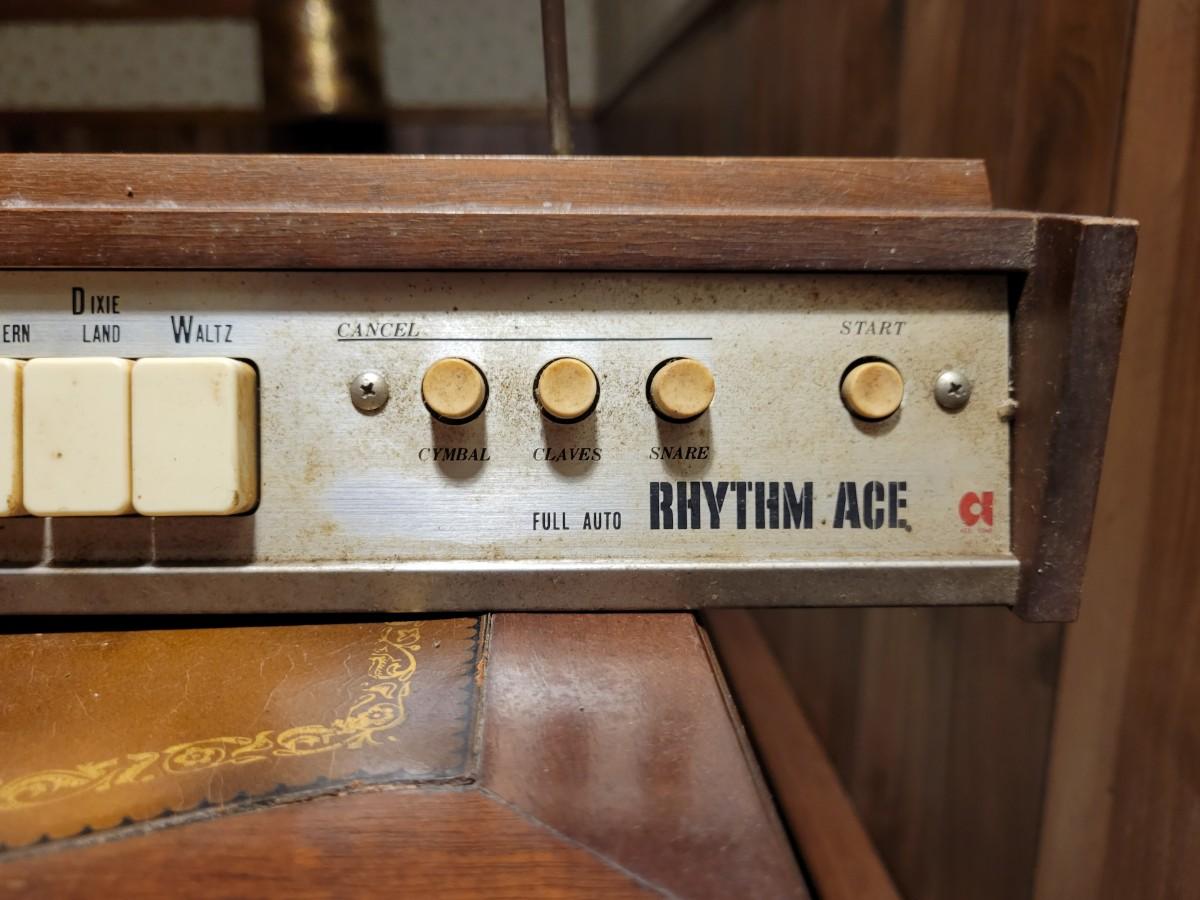 DIXIE
ERN LAND WALTZ
CANCEL START
CYMBAL CLAVES SNARE
FULL AUTO RHYTHM ACE